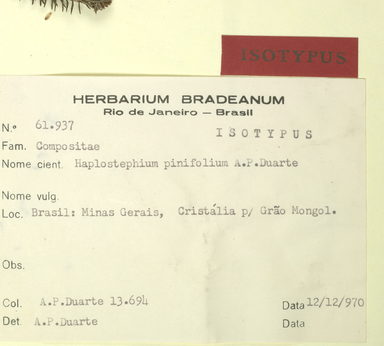 ISOTYPUS
HERBARIUM BRADEANUM
Rio de Janeiro — Brasil
N.º 61.937
ISOTYPUS
Fam. Compositae
Nome cient. Haplostephium pinifolium A.P.Duarte
Nome vulg.
Loc. Brasil: Minas Gerais, Cristália p/ Grão Mongol.
Obs.
Col. A.P.Duarte 13.694 Data 12/12/970
Det. A.P.Duarte Data